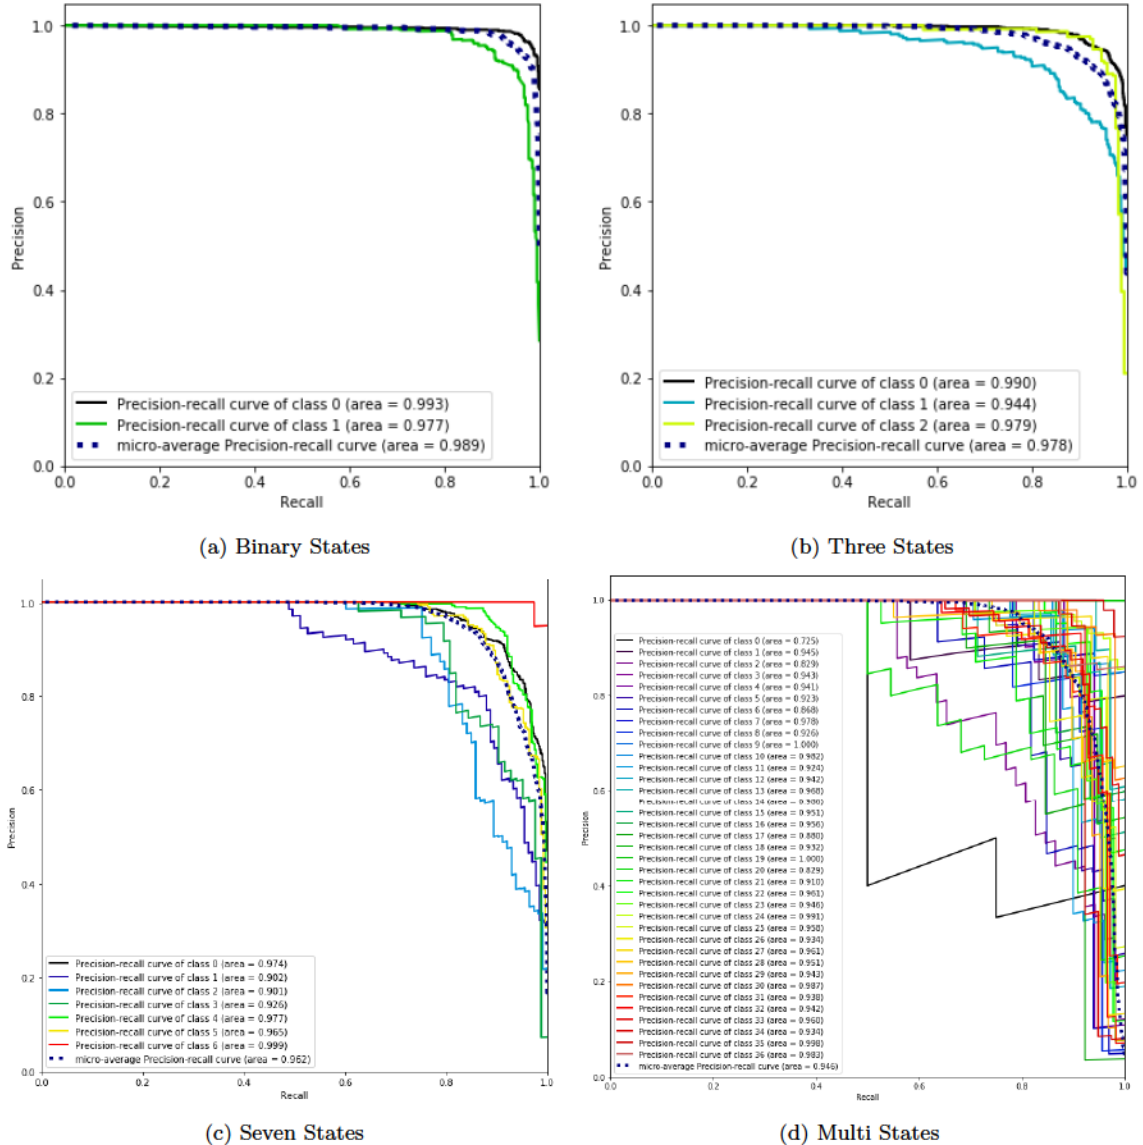 1.0
0.8
0.6
0.4
0.2
0.0
Precision
Precision-recall curve of class 0 (area = 0.993)
Precision-recall curve of class 1 (area = 0.977)
micro-average Precision-recall curve (area = 0.989)
0.0 0.2 0.4 0.6 0.8 1.0
Recall
(a) Binary States
1.0
0.8
0.6
0.4
0.2
0.0
Precision
Precision-recall curve of class 0 (area = 0.990)
Precision-recall curve of class 1 (area = 0.944)
Precision-recall curve of class 2 (area = 0.979)
micro-average Precision-recall curve (area = 0.978)
0.0 0.2 0.4 0.6 0.8 1.0
Recall
(b) Three States
1.0
0.8
0.6
0.4
0.2
0.0
Precision
Precision-recall curve of class 0 (area = 0.974)
Precision-recall curve of class 1 (area = 0.902)
Precision-recall curve of class 2 (area = 0.901)
Precision-recall curve of class 3 (area = 0.926)
Precision-recall curve of class 4 (area = 0.977)
Precision-recall curve of class 5 (area = 0.965)
Precision-recall curve of class 6 (area = 0.999)
micro-average Precision-recall curve (area = 0.962)
0.0 0.2 0.4 0.6 0.8 1.0
Recall
(c) Seven States
1.0
0.8
0.6
0.4
0.2
0.0
Precision
Precision-recall curve of class 0 (area = 0.725)
Precision-recall curve of class 1 (area = 0.945)
Precision-recall curve of class 2 (area = 0.829)
Precision-recall curve of class 3 (area = 0.943)
Precision-recall curve of class 4 (area = 0.941)
Precision-recall curve of class 5 (area = 0.923)
Precision-recall curve of class 6 (area = 0.868)
Precision-recall curve of class 7 (area = 0.978)
Precision-recall curve of class 8 (area = 0.926)
Precision-recall curve of class 9 (area = 1.000)
Precision-recall curve of class 10 (area = 0.982)
Precision-recall curve of class 11 (area = 0.924)
Precision-recall curve of class 12 (area = 0.942)
Precision-recall curve of class 13 (area = 0.968)
Precision-recall curve of class 14 (area =
Precision-recall curve of class 15 (area = 0.951)
Precision-recall curve of class 16 (area = 0.956)
Precision-recall curve of class 17 (area = 0.880)
Precision-recall curve of class 18 (area = 0.932)
Precision-recall curve of class 19 (area = 1.000)
Precision-recall curve of class 20 (area = 0.829)
Precision-recall curve of class 21 (area = 0.910)
Precision-recall curve of class 22 (area = 0.961)
Precision-recall curve of class 23 (area = 0.946)
Precision-recall curve of class 24 (area = 0.991)
Precision-recall curve of class 25 (area = 0.958)
Precision-recall curve of class 26 (area = 0.934)
Precision-recall curve of class 27 (area = 0.961)
Precision-recall curve of class 28 (area = 0.951)
Precision-recall curve of class 29 (area = 0.943)
Precision-recall curve of class 30 (area = 0.987)
Precision-recall curve of class 31 (area = 0.938)
Precision-recall curve of class 32 (area = 0.942)
Precision-recall curve of class 33 (area = 0.960)
Precision-recall curve of class 34 (area = 0.934)
Precision-recall curve of class 35 (area = 0.998)
Precision-recall curve of class 36 (area = 0.983)
micro-average Precision-recall curve (area = 0.946)
0.0 0.2 0.4 0.6 0.8 1.0
Recall
(d) Multi States